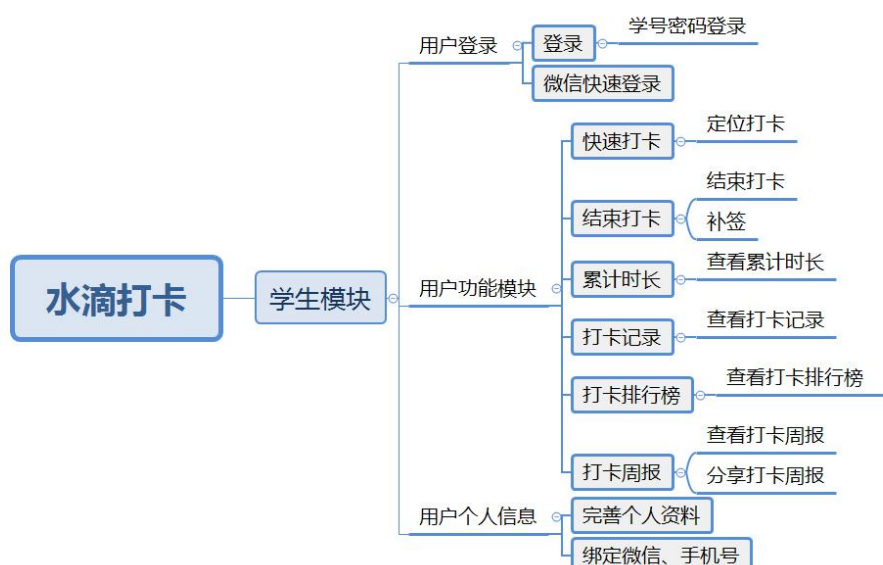 水滴打卡
学生模块
用户登录
登录
学号密码登录
微信快速登录
用户功能模块
快速打卡
定位打卡
结束打卡
结束打卡
补签
累计时长
查看累计时长
打卡记录
查看打卡记录
打卡排行榜
查看打卡排行榜
打卡周报
查看打卡周报
分享打卡周报
用户个人信息
完善个人资料
绑定微信、手机号